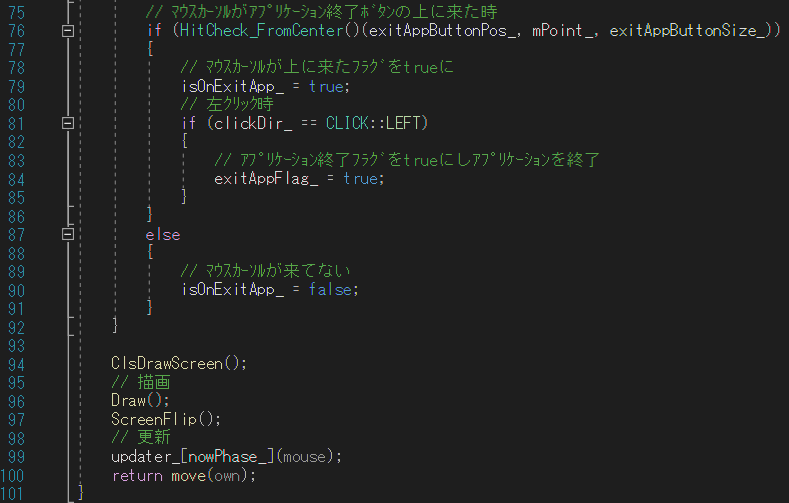 75 // ﾏｳｽｶｰｿﾙがｱﾌﾟﾘｹｰｼｮﾝ終了ﾎﾞﾀﾝの上に来た時
76 if (HitCheck_FromCenter()(exitAppButtonPos_, mPoint_, exitAppButtonSize_))
77 {
78 // ﾏｳｽｶｰｿﾙが上に来たﾌﾗｸﾞをtrueに
79 isOnExitApp_ = true;
80 // 左ｸﾘｯｸ時
81 if (clickDir_ == CLICK::LEFT)
82 {
83 // ｱﾌﾟﾘｹｰｼｮﾝ終了ﾌﾗｸﾞをtrueにしｱﾌﾟﾘｹｰｼｮﾝを終了
84 exitAppFlag_ = true;
85 }
86 }
87 else
88 {
89 // ﾏｳｽｶｰｿﾙが来てない
90 isOnExitApp_ = false;
91 }
92 }
93
94 ClsDrawScreen();
95 // 描画
96 Draw();
97 ScreenFlip();
98 // 更新
99 updater_[nowPhase_](mouse);
100 return move(own);
101 }